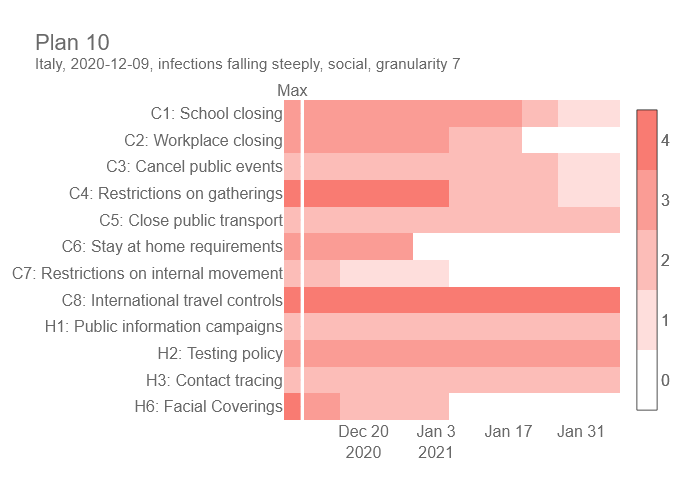 Plan 10
Italy, 2020-12-09, infections falling steeply, social, granularity 7
Max
C1: School closing
C2: Workplace closing
C3: Cancel public events
C4: Restrictions on gatherings
C5: Close public transport
C6: Stay at home requirements
C7: Restrictions on internal movement
C8: International travel controls
H1: Public information campaigns
H2: Testing policy
H3: Contact tracing
H6: Facial Coverings
Dec 20 Jan 3 Jan 17 Jan 31
2020 2021
4
3
2
1
0